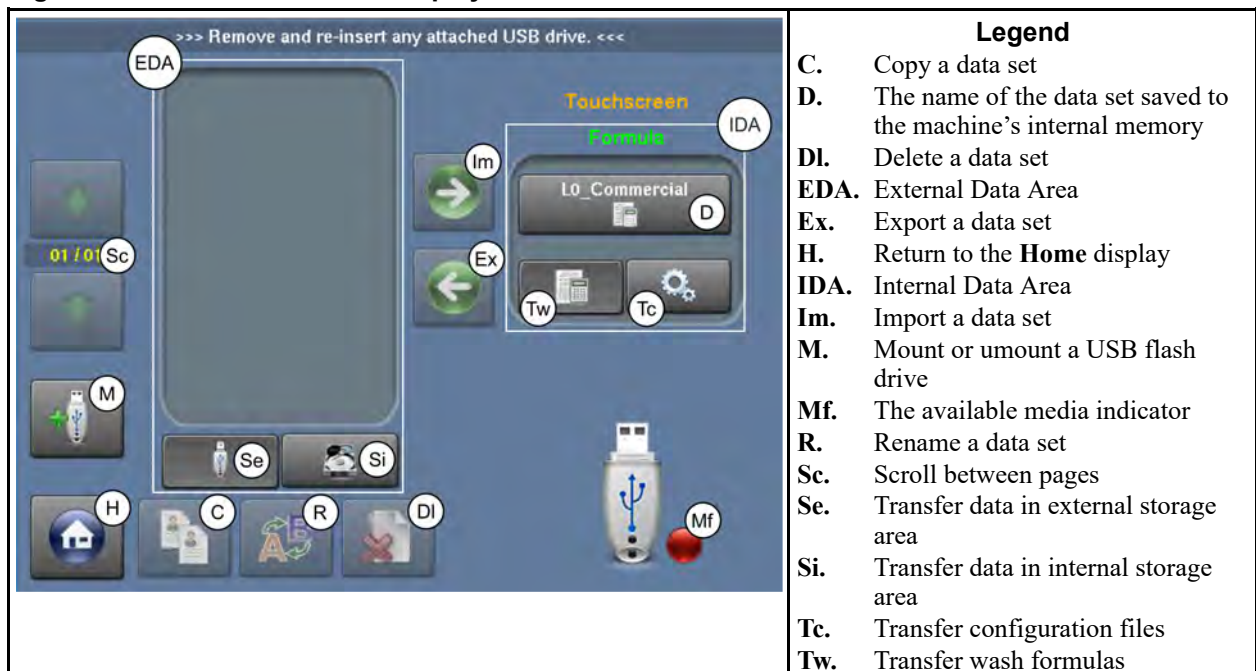 >>> Remove and re-insert any attached USB drive. <<<
EDA
Touchscreen
IDA
Formula
Im
L0_Commercial
D
01 / 01
Sc
Ex
Tw
Tc
M
Se
Si
H
C
R
Dl
Mf
Legend
C. Copy a data set
D. The name of the data set saved to
the machine's internal memory
Dl. Delete a data set
EDA. External Data Area
Ex. Export a data set
H. Return to the Home display
IDA. Internal Data Area
Im. Import a data set
M. Mount or umount a USB flash
drive
Mf. The available media indicator
R. Rename a data set
Sc. Scroll between pages
Se. Transfer data in external storage
area
Si. Transfer data in internal storage
area
Tc. Transfer configuration files
Tw. Transfer wash formulas